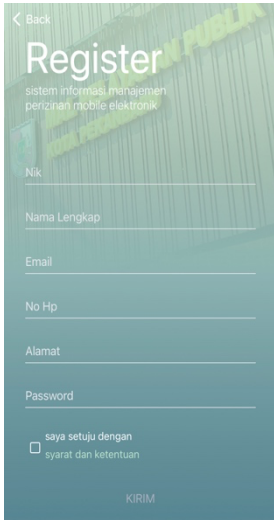 Back
Register
sistem informasi manajemen
perizinan mobile elektronik
Nik
Nama Lengkap
Email
No Hp
Alamat
Password
saya setuju dengan
syarat dan ketentuan
KIRIM